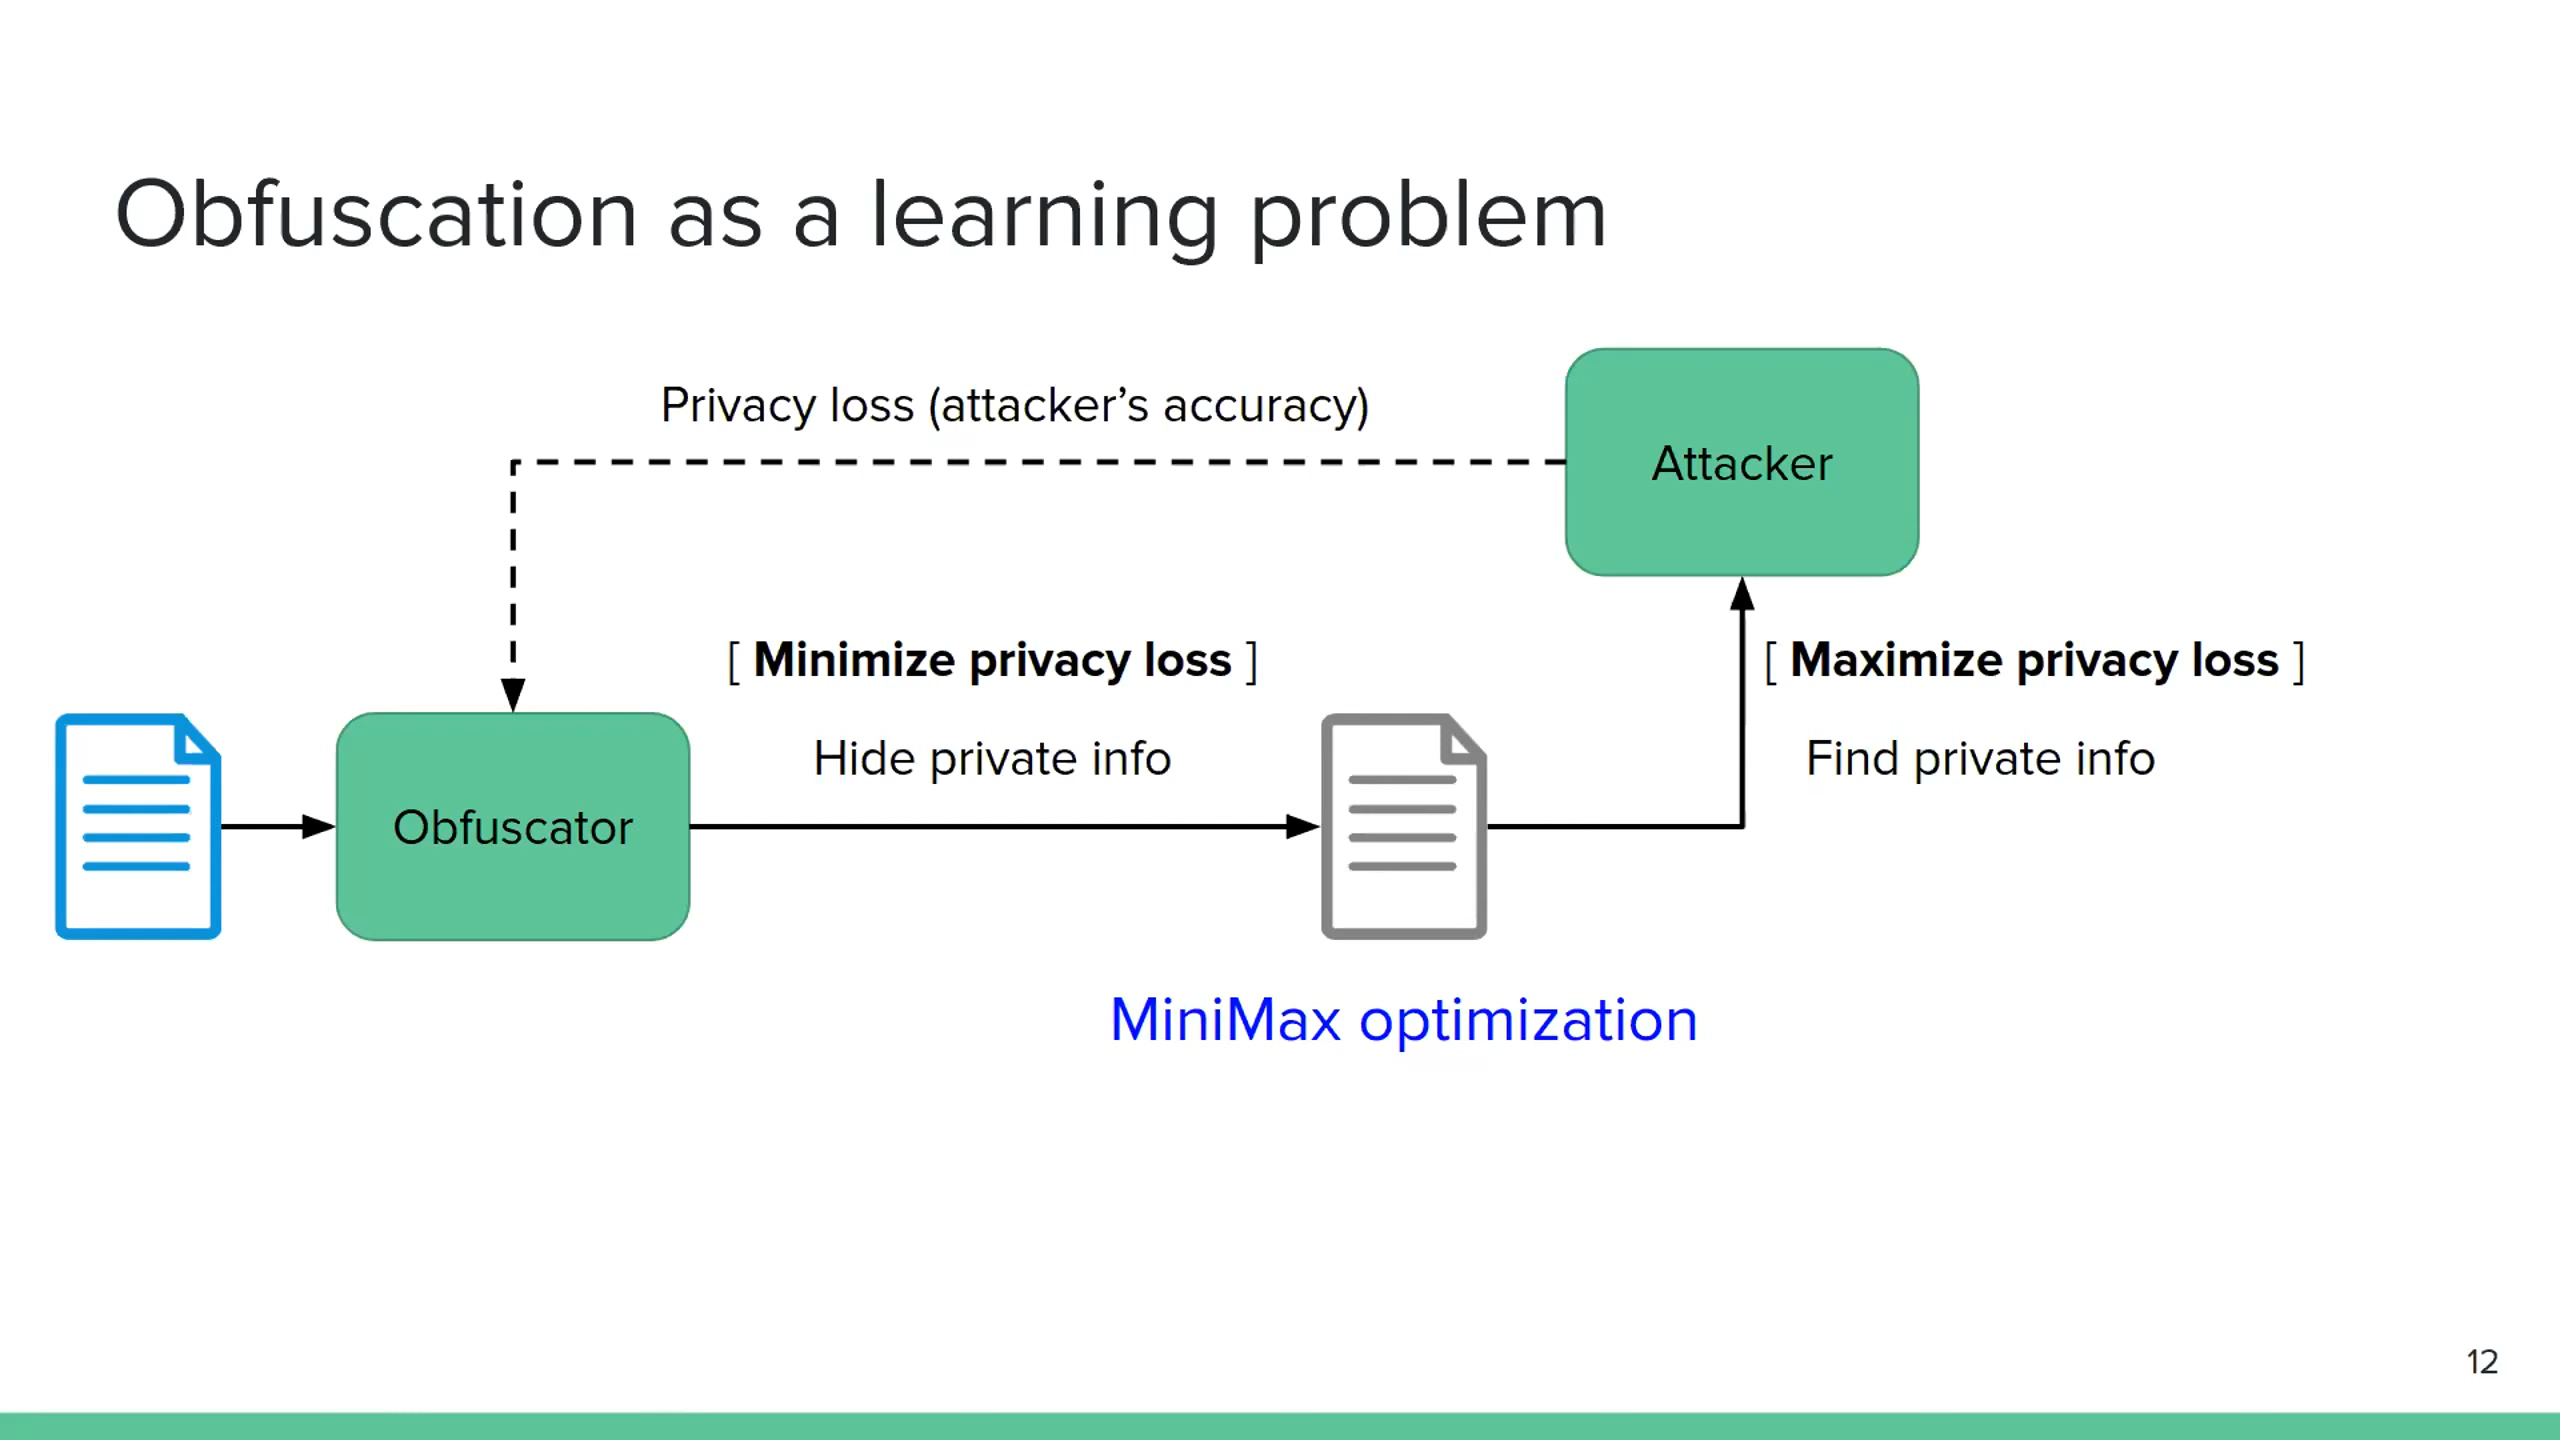 Obfuscation as a learning problem
Privacy loss (attacker’s accuracy)
Attacker
[ Minimize privacy loss ]
[ Maximize privacy loss ]
Hide private info
Find private info
Obfuscator
MiniMax optimization
12